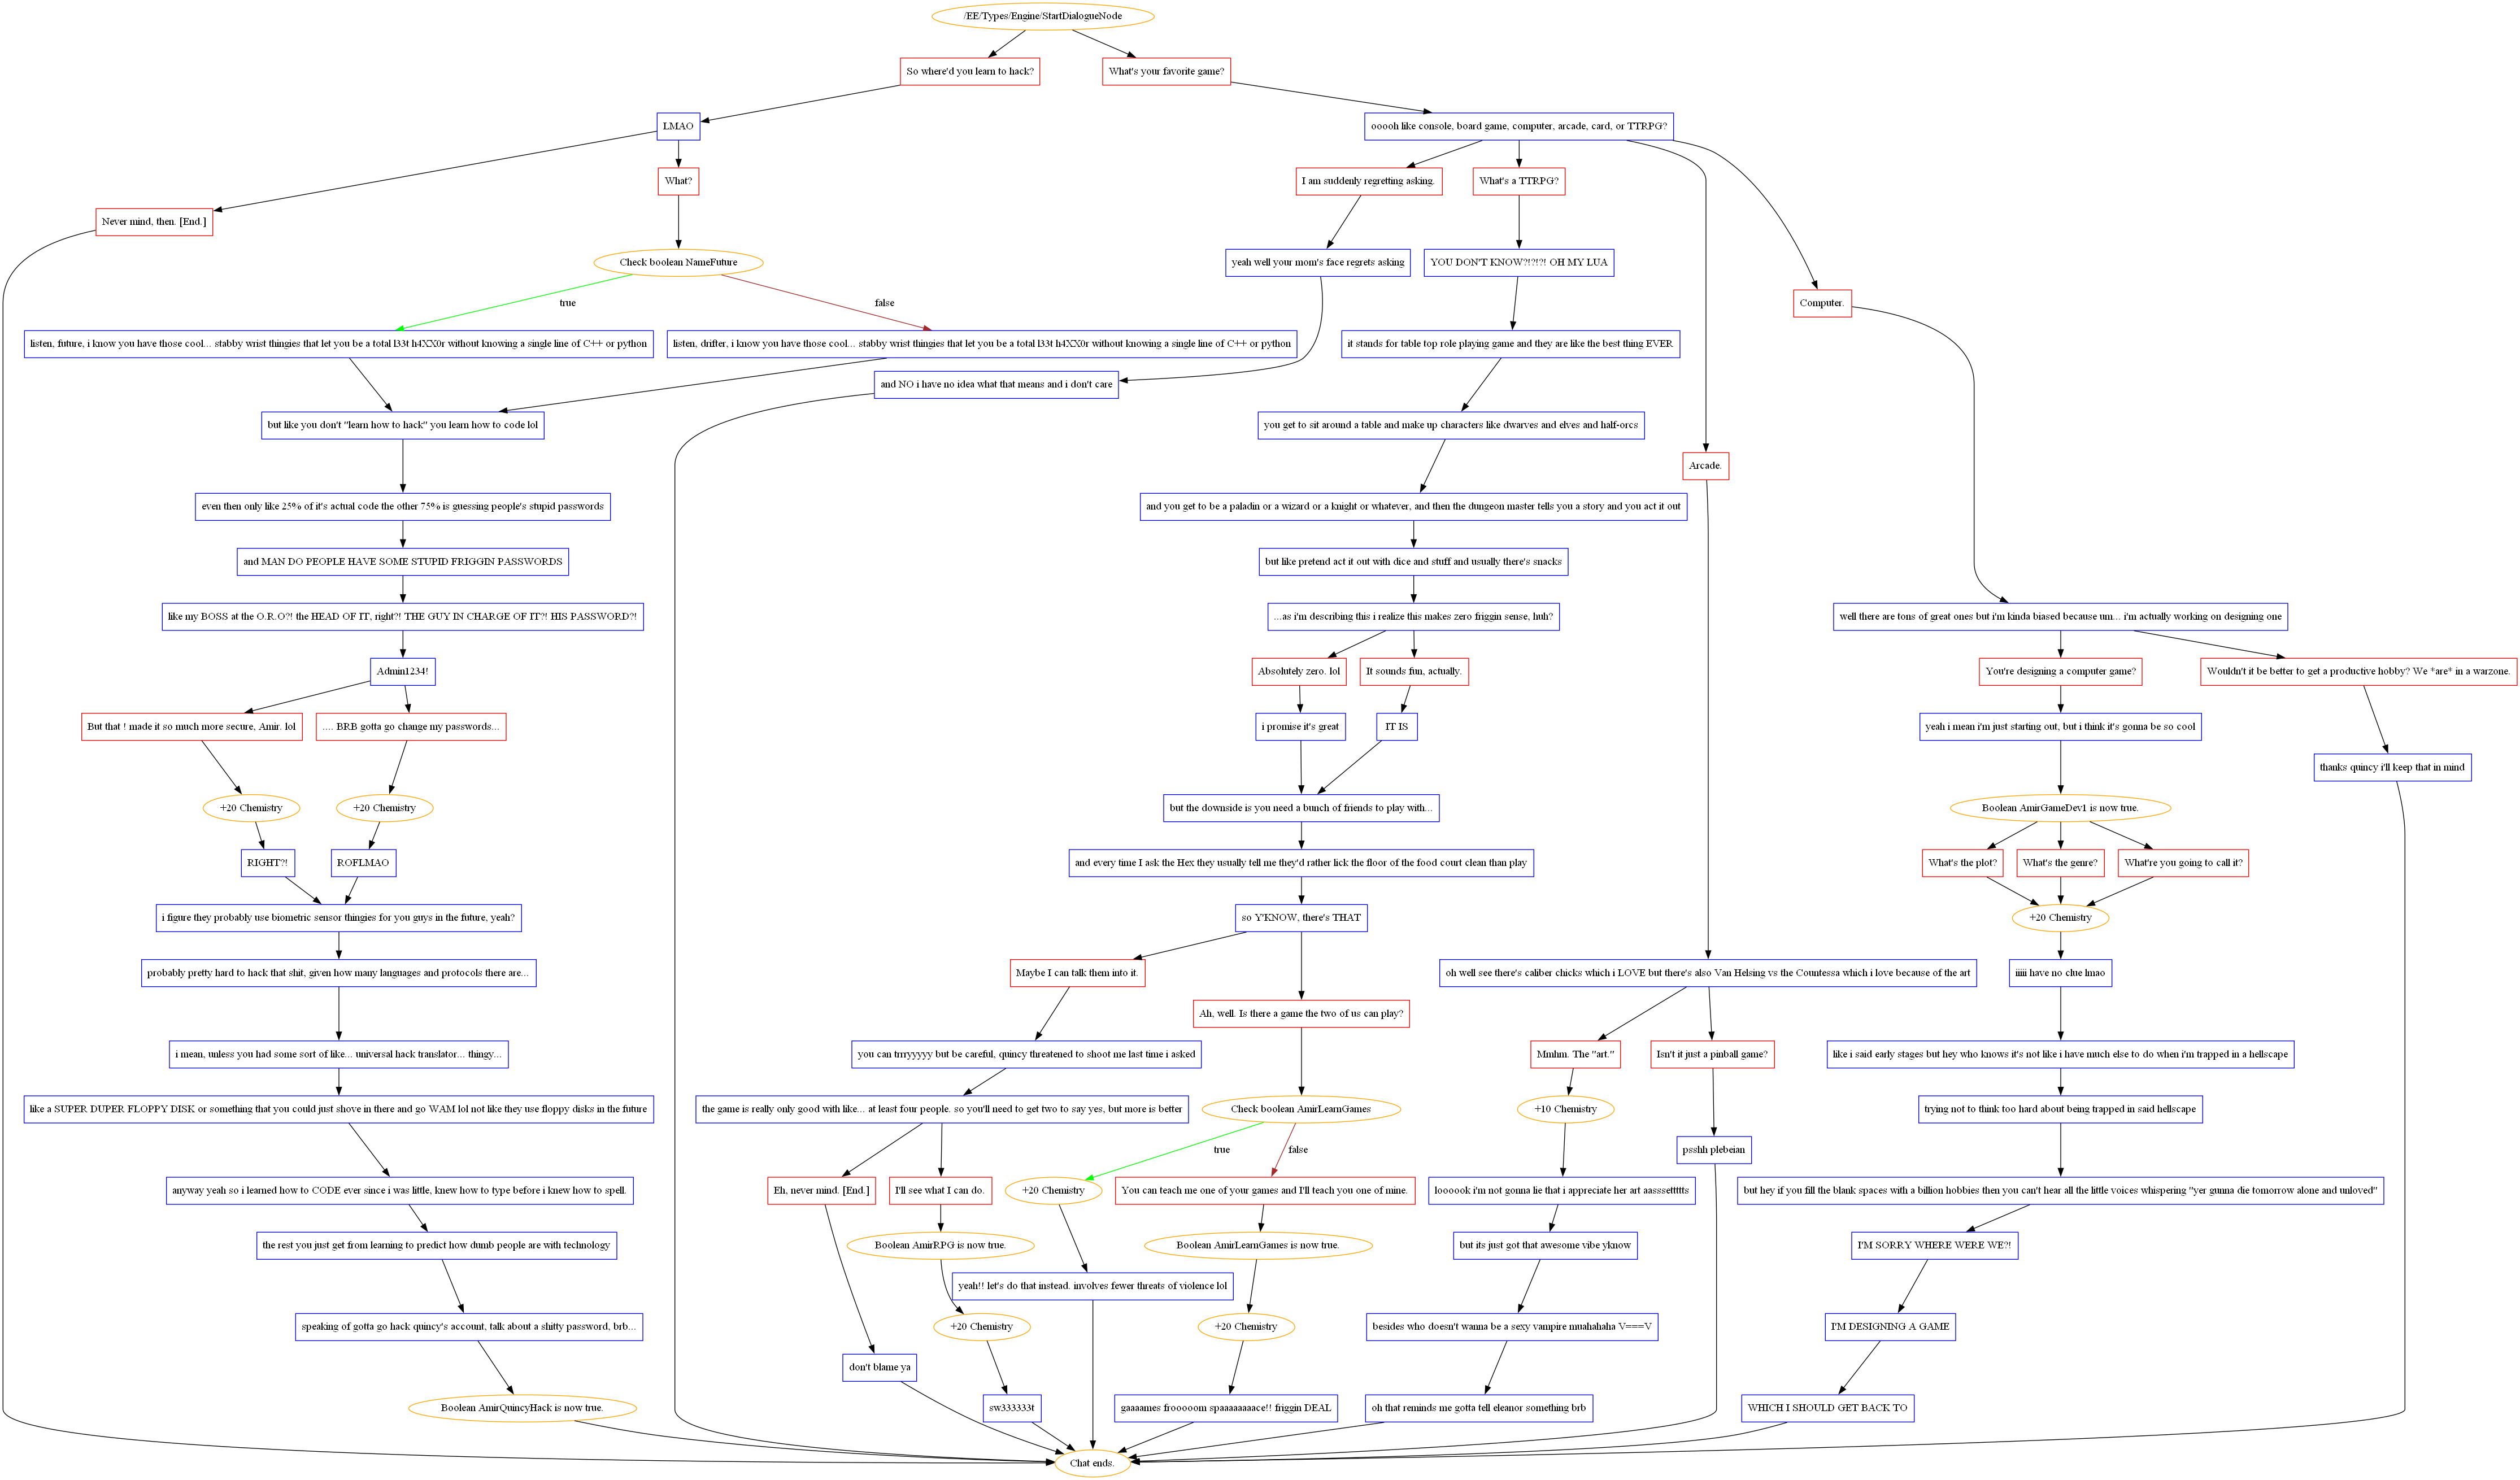 /EE/Types/Engine/StartDialogueNode
So where'd you learn to hack?
What's your favorite game?
LMAO
ooooh like console, board game, computer, arcade, card, or TTRPG?
What?
I am suddenly regretting asking.
What's a TTRPG?
Never mind, then. [End.]
Check boolean NameFuture
yeah well your mom's face regrets asking
YOU DON'T KNOW?!?!?! OH MY LUA
true
false
Computer.
listen, future, i know you have those cool... stabby wrist thingies that let you be a total l33t h4XX0r without knowing a single line of C++ or python
listen, drifter, i know you have those cool... stabby wrist thingies that let you be a total l33t h4XX0r without knowing a single line of C++ or python
it stands for table top role playing game and they are like the best thing EVER
and NO i have no idea what that means and i don't care
but like you don't "learn how to hack" you learn how to code lol
you get to sit around a table and make up characters like dwarves and elves and half-orcs
Arcade.
even then only like 25% of it's actual code the other 75% is guessing people's stupid passwords
and you get to be a paladin or a wizard or a knight or whatever, and then the dungeon master tells you a story and you act it out
and MAN DO PEOPLE HAVE SOME STUPID FRIGGIN PASSWORDS
but like pretend act it out with dice and stuff and usually there's snacks
like my BOSS at the O.R.O?! the HEAD OF IT, right?! THE GUY IN CHARGE OF IT?! HIS PASSWORD?!
...as i'm describing this i realize this makes zero friggin sense, huh?
well there are tons of great ones but i'm kinda biased because um... i'm actually working on designing one
Admin1234!
Absolutely zero. lol
It sounds fun, actually.
You're designing a computer game?
Wouldn't it be better to get a productive hobby? We *are* in a warzone.
But that ! made it so much more secure, Amir. lol
.... BRB gotta go change my passwords...
i promise it's great
IT IS
yeah i mean i'm just starting out, but i think it's gonna be so cool
thanks quincy i'll keep that in mind
+20 Chemistry
+20 Chemistry
but the downside is you need a bunch of friends to play with...
Boolean AmirGameDev1 is now true.
RIGHT?!
ROFLMAO
and every time I ask the Hex they usually tell me they'd rather lick the floor of the food court clean than play
What's the plot?
What's the genre?
What're you going to call it?
i figure they probably use biometric sensor thingies for you guys in the future, yeah?
so Y'KNOW, there's THAT
+20 Chemistry
probably pretty hard to hack that shit, given how many languages and protocols there are...
Maybe I can talk them into it.
oh well see there's caliber chicks which i LOVE but there's also Van Helsing vs the Countessa which i love because of the art
iiiii have no clue lmao
Ah, well. Is there a game the two of us can play?
i mean, unless you had some sort of like... universal hack translator... thingy...
you can trrryyyyy but be careful, quincy threatened to shoot me last time i asked
Mmhm. The "art."
Isn't it just a pinball game?
like i said early stages but hey who knows it's not like i have much else to do when i'm trapped in a hellscape
like a SUPER DUPER FLOPPY DISK or something that you could just shove in there and go WAM lol not like they use floppy disks in the future
the game is really only good with like... at least four people. so you'll need to get two to say yes, but more is better
Check boolean AmirLearnGames
+10 Chemistry
trying not to think too hard about being trapped in said hellscape
true
false
psshh plebeian
anyway yeah so i learned how to CODE ever since i was little, knew how to type before i knew how to spell.
Eh, never mind. [End.]
I'll see what I can do.
+20 Chemistry
You can teach me one of your games and I'll teach you one of mine.
loooook i'm not gonna lie that i appreciate her art aasssettttts
but hey if you fill the blank spaces with a billion hobbies then you can't hear all the little voices whispering "yer gunna die tomorrow alone and unloved"
the rest you just get from learning to predict how dumb people are with technology
Boolean AmirRPG is now true.
Boolean AmirLearnGames is now true.
but its just got that awesome vibe yknow
I'M SORRY WHERE WERE WE?!
yeah!! let's do that instead. involves fewer threats of violence lol
speaking of gotta go hack quincy's account, talk about a shitty password, brb...
+20 Chemistry
+20 Chemistry
besides who doesn't wanna be a sexy vampire muahahaha V===V
I'M DESIGNING A GAME
don't blame ya
Boolean AmirQuincyHack is now true.
sw333333t
gaaaames frooooom spaaaaaaaace!! friggin DEAL
oh that reminds me gotta tell eleanor something brb
WHICH I SHOULD GET BACK TO
Chat ends.